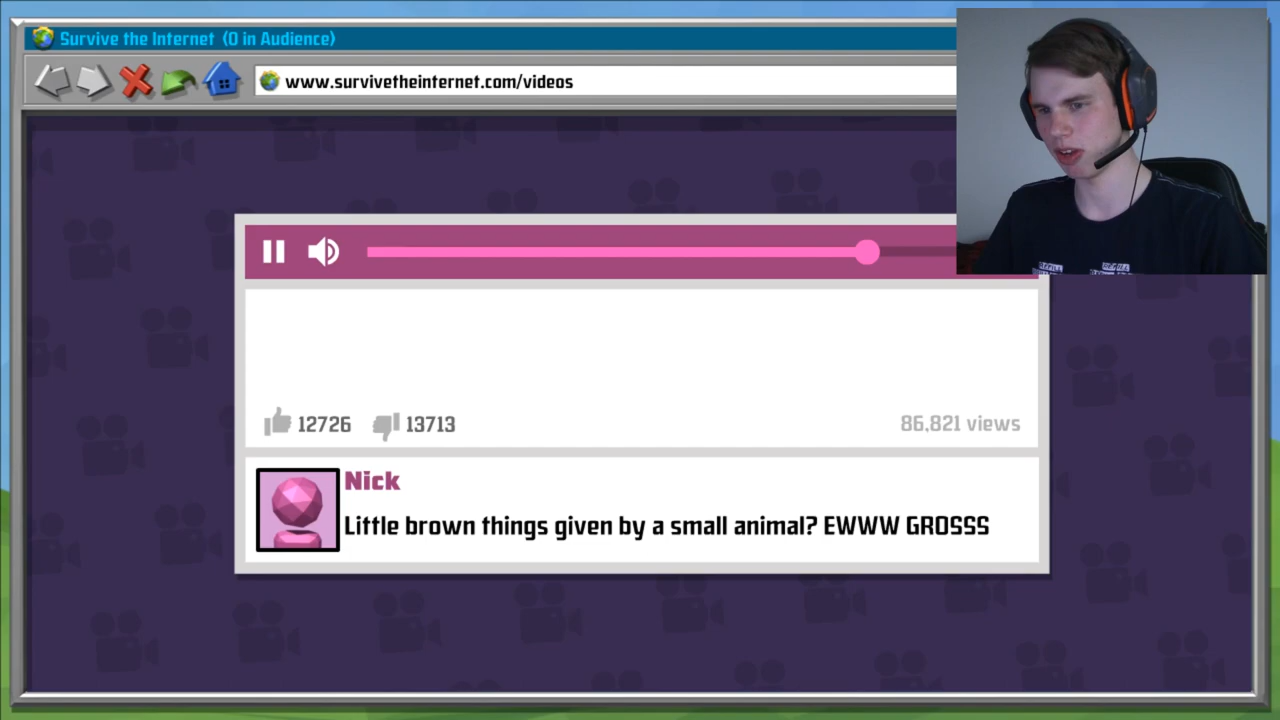 Survive the Internet (0 in Audience)
www.survivetheinternet.com/videos
12726 13713 86,821 views
Nick
Little brown things given by a small animal? EWWW GROSSS